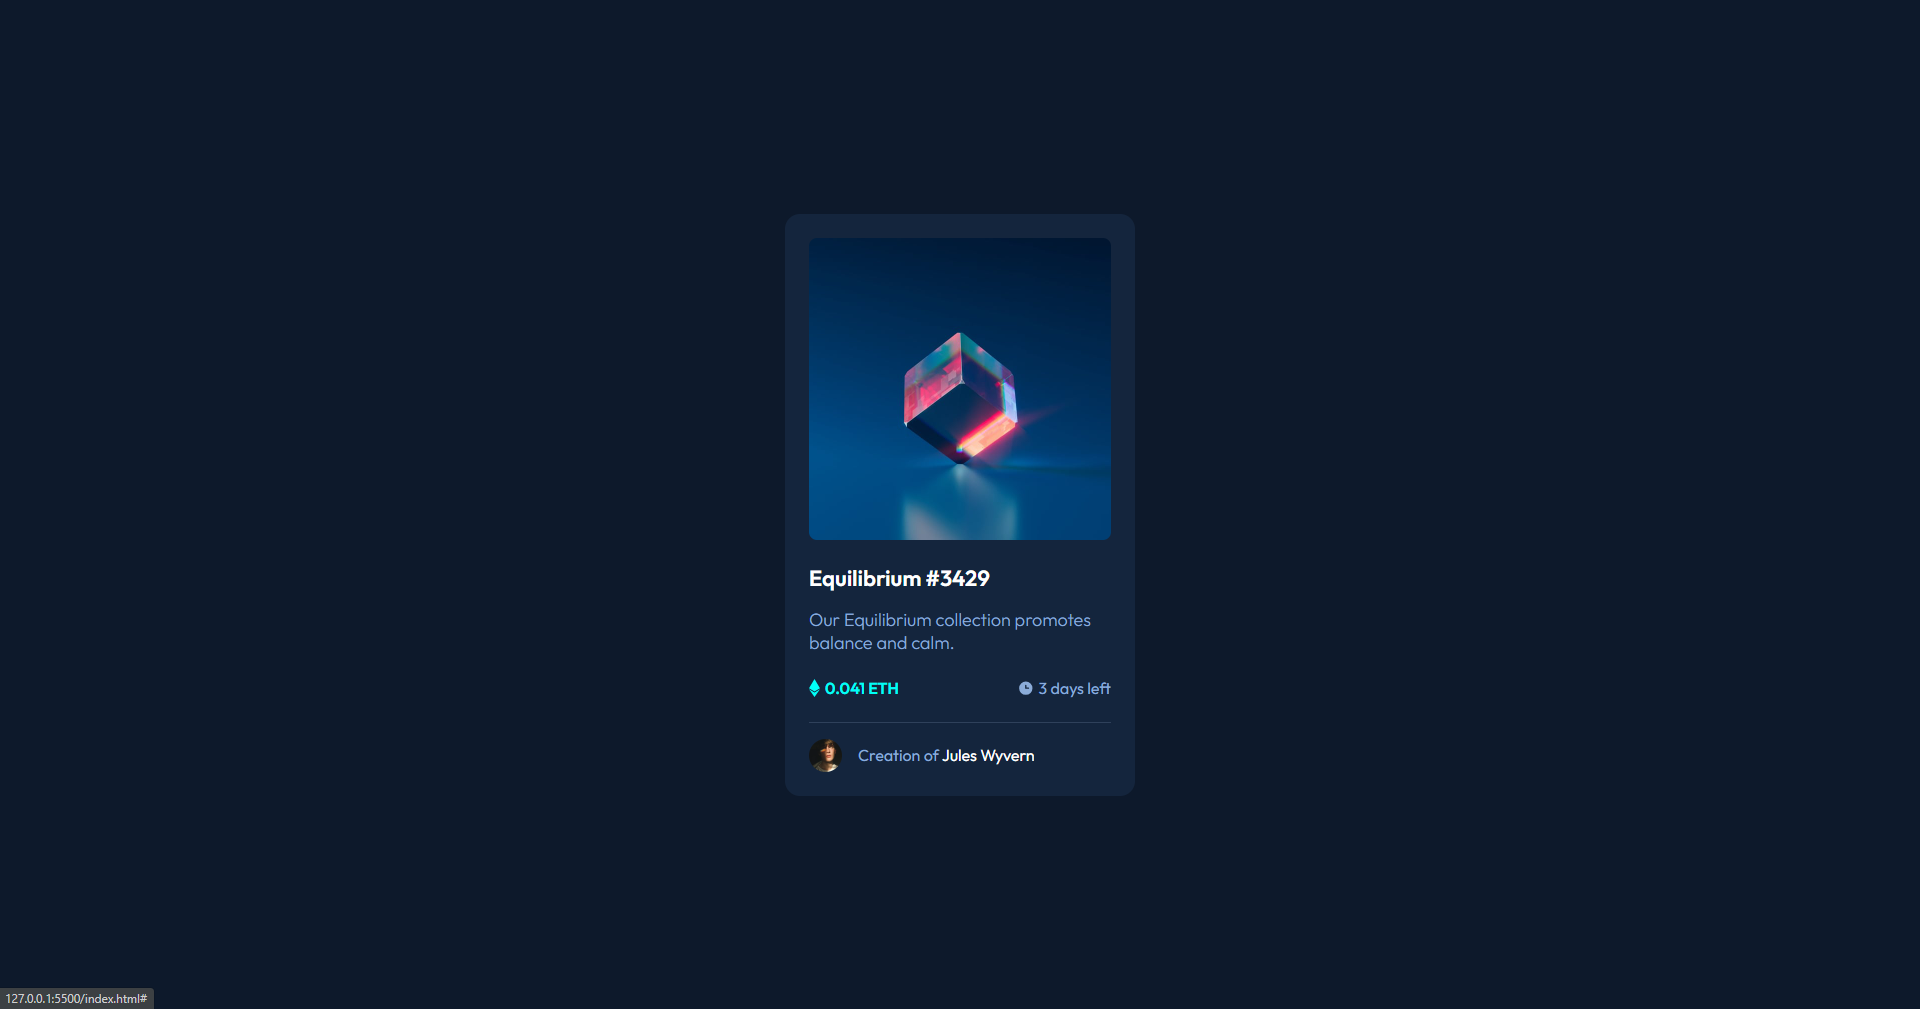 Equilibrium #3429
Our Equilibrium collection promotes
balance and calm.
0.041 ETH
3 days left
Creation of Jules Wyvern
127.0.0.1:5500/index.html#